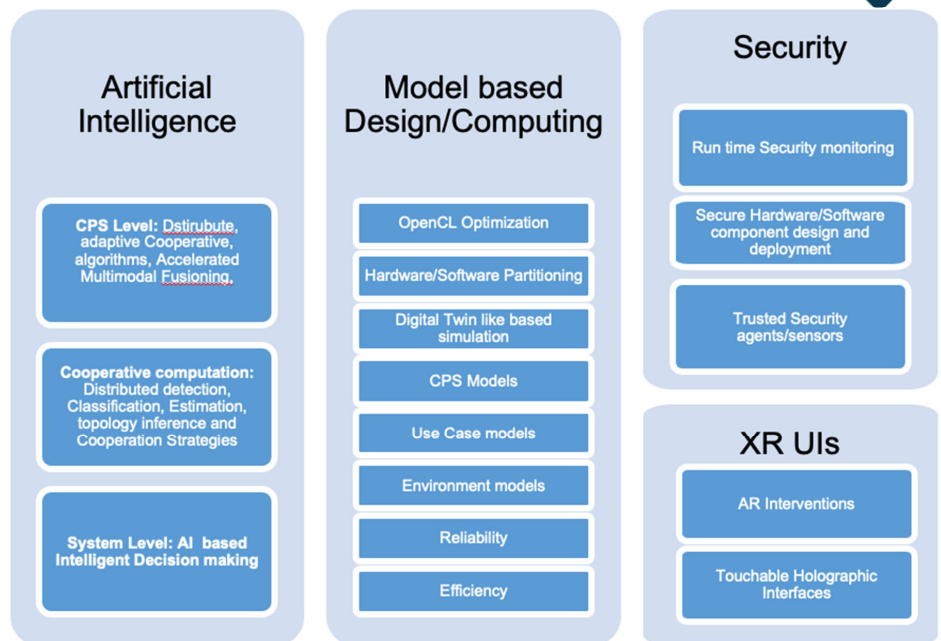 Artificial
Intelligence
CPS Level: Dstirubute,
adaptive Cooperative,
algorithms, Accelerated
Multimodal Fusioning,
Cooperative computation:
Distributed detection,
Classification, Estimation,
topology inference and
Cooperation Strategies
System Level: AI based
Intelligent Decision making
Model based
Design/Computing
OpenCL Optimization
Hardware/Software Partitioning
Digital Twin like based
simulation
CPS Models
Use Case models
Environment models
Reliability
Efficiency
Security
Run time Security monitoring
Secure Hardware/Software
component design and
deployment
Trusted Security
agents/sensors
XR UIs
AR Interventions
Touchable Holographic
Interfaces